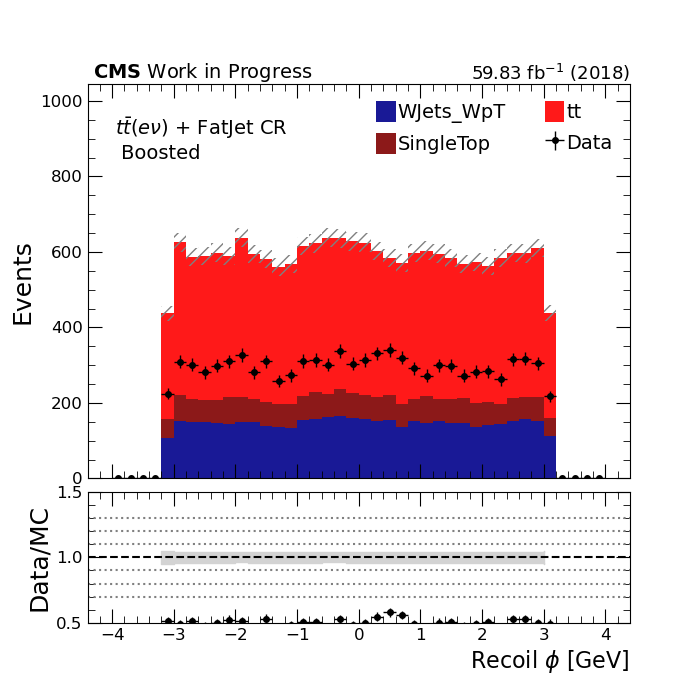 CMS Work in Progress 59.83 fb⁻¹ (2018)
tt̄(eν) + FatJet CR
Boosted
WJets_WpT tt
SingleTop Data
Events
1000
800
600
400
200
0
Data/MC
1.5
1.0
0.5
−4 −3 −2 −1 0 1 2 3 4
Recoil ϕ [GeV]